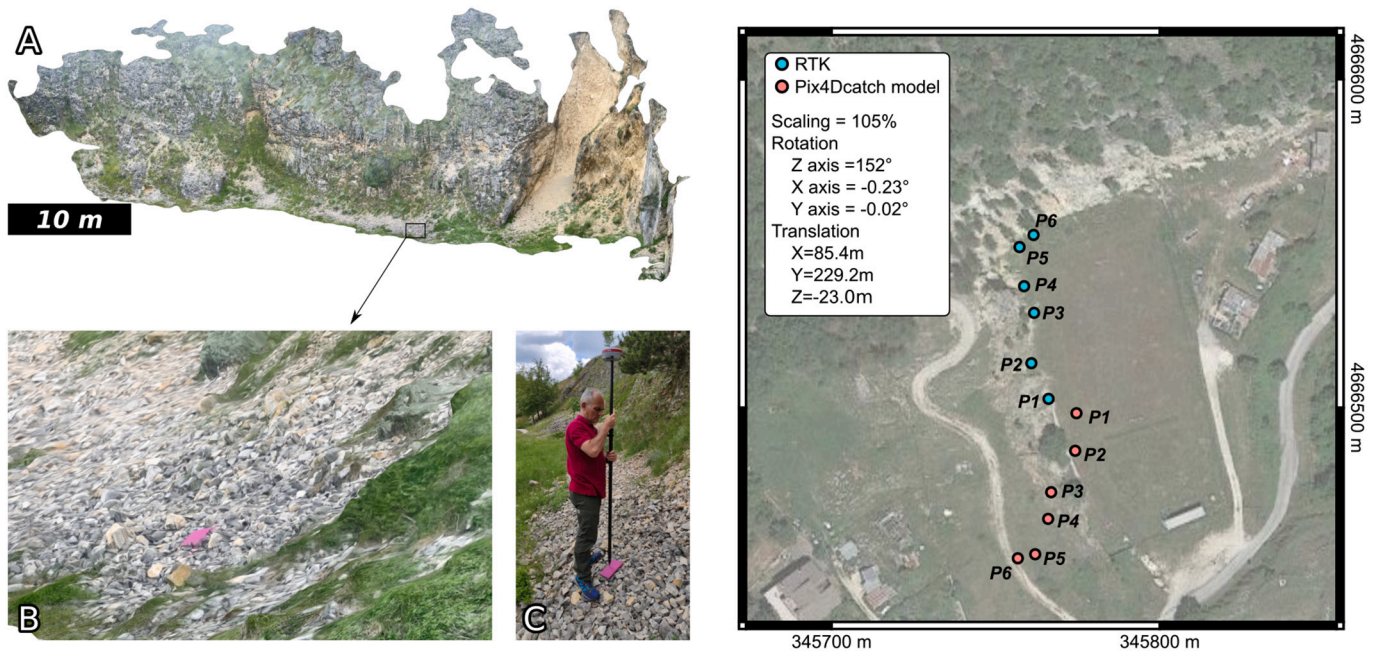 A
10 m
B
C
RTK
Pix4Dcatch model
Scaling = 105%
Rotation
Z axis =152°
X axis = -0.23°
Y axis = -0.02°
Translation
X=85.4m
Y=229.2m
Z=-23.0m
P6
P5
P4
P3
P2
P1
P1
P2
P3
P4
P5
P6
4666600 m
4666500 m
345700 m
345800 m